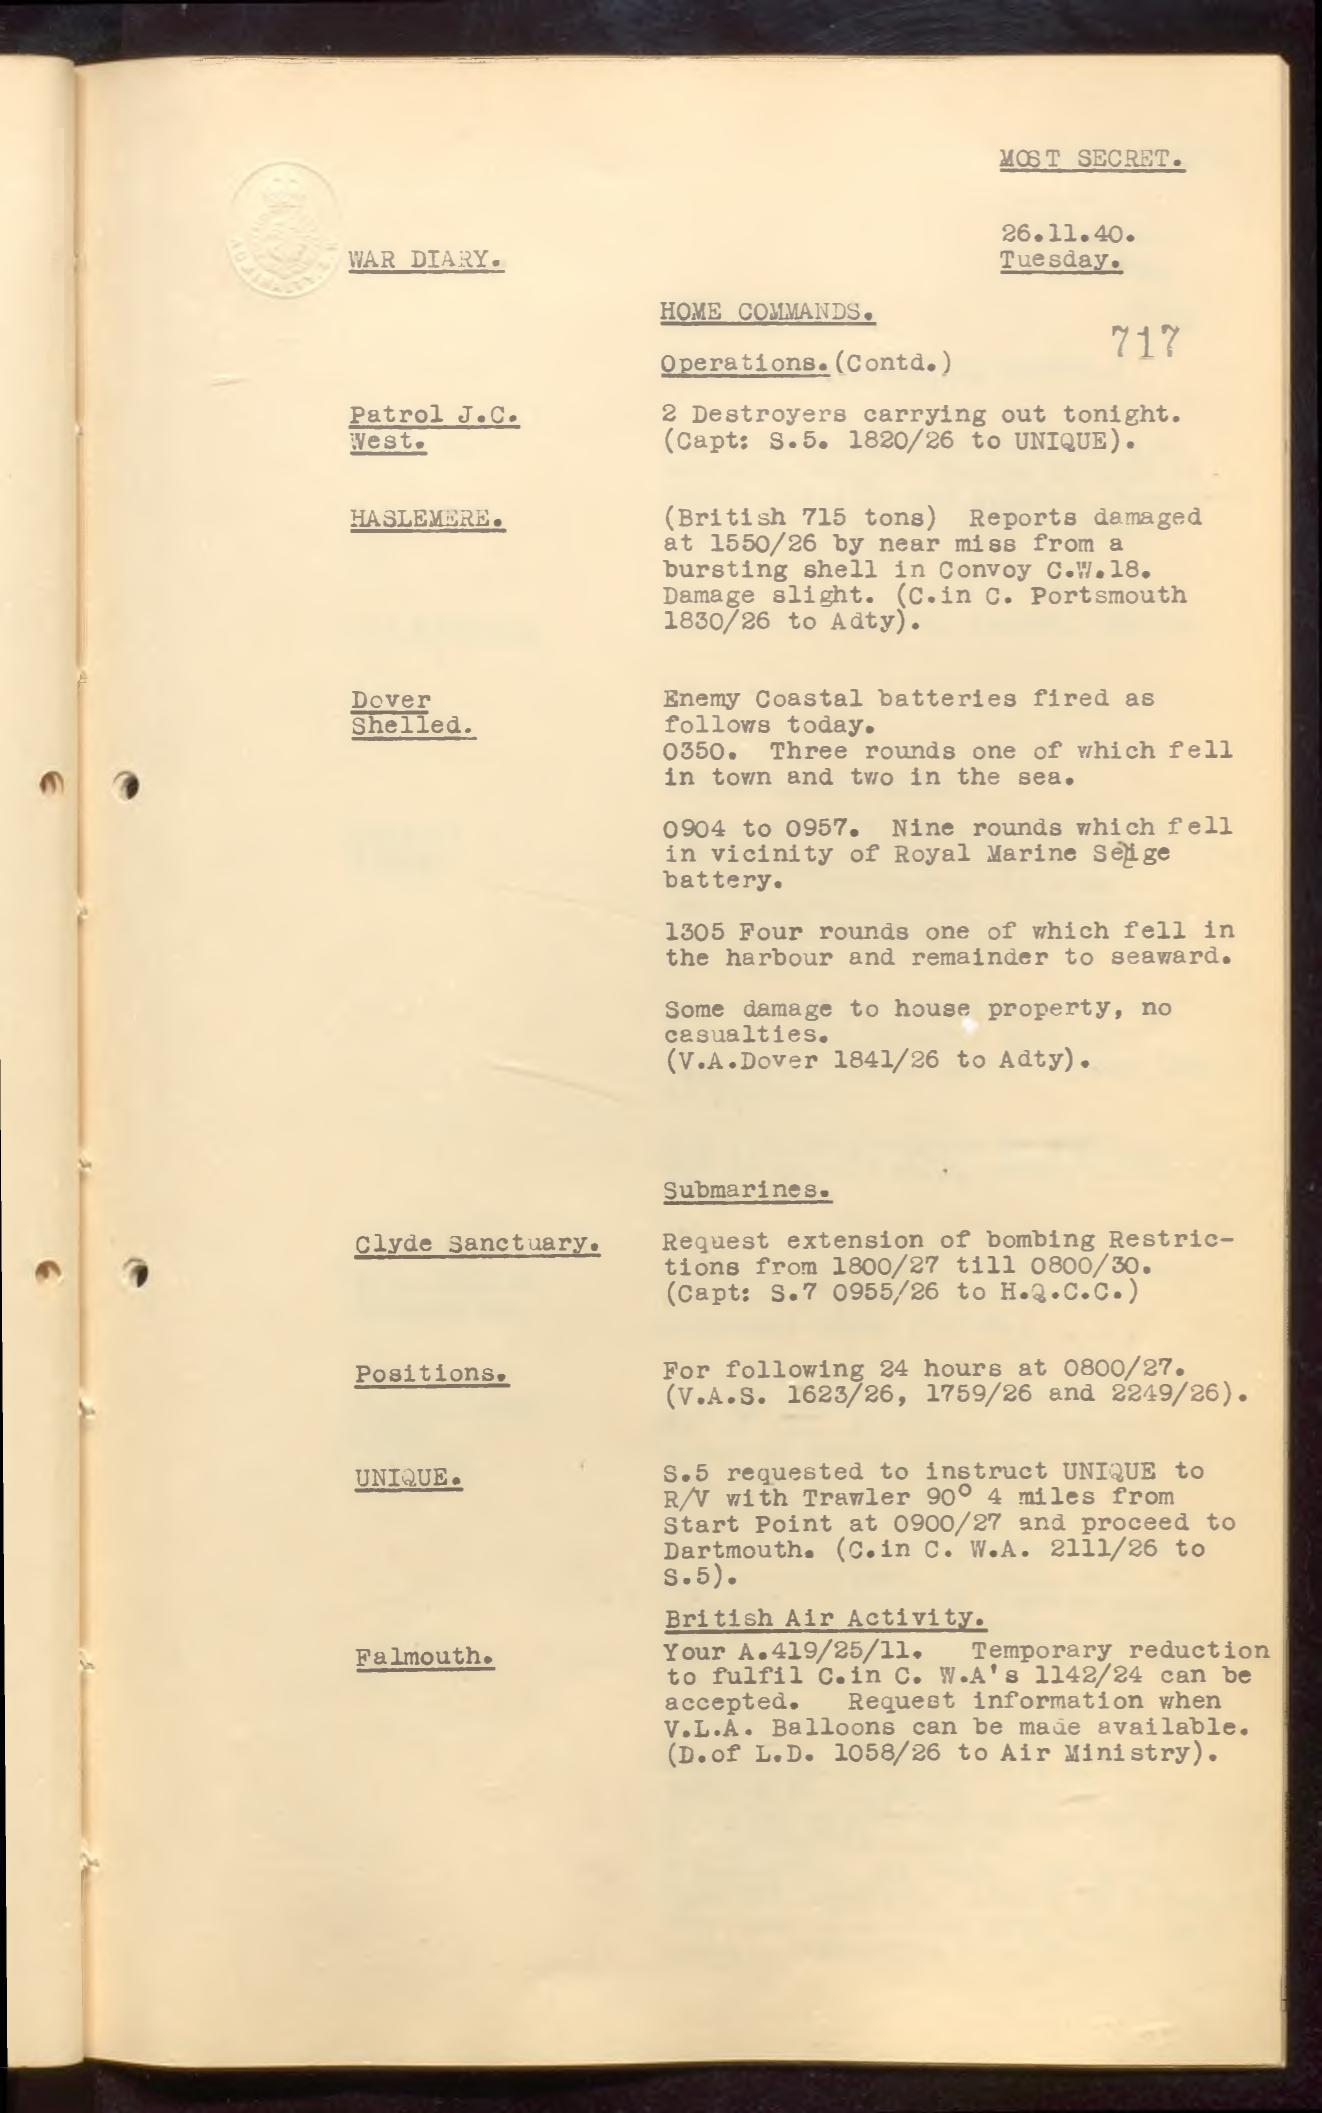 MOST SECRET.
26.11.40.
Tuesday.
WAR DIARY.
HOME COMMANDS.
717
Operations.(Contd.)
Patrol J.C.
West.
2 Destroyers carrying out tonight.
(Capt: S.5. 1820/26 to UNIQUE).
HASLEMERE.
(British 715 tons) Reports damaged
at 1550/26 by near miss from a
bursting shell in Convoy C.W.18.
Damage slight. (C.in C. Portsmouth
1830/26 to Adty).
Dover
Shelled.
Enemy Coastal batteries fired as
follows today.
0350. Three rounds one of which fell
in town and two in the sea.
0904 to 0957. Nine rounds which fell
in vicinity of Royal Marine
battery.
1305 Four rounds one of which fell in
the harbour and remainder to seaward.
Some damage to house property, no
casualties.
(V.A.Dover 1841/26 to Adty).
Submarines.
Clyde Sanctuary.
Request extension of bombing Restric-
tions from 1800/27 till 0800/30.
(Capt: S.7 0955/26 to H.Q.C.C.)
Positions.
For following 24 hours at 0800/27.
(V.A.S. 1623/26, 1759/26 and 2249/26).
UNIQUE.
S.5 requested to instruct UNIQUE to
R/V with Trawler 90° 4 miles from
Start Point at 0900/27 and proceed to
Dartmouth. (C.in C. W.A. 2111/26 to
S.5).
British Air Activity.
Falmouth.
Your A.419/25/11. Temporary reduction
to fulfil C.in C. W.A's 1142/24 can be
accepted. Request information when
V.L.A. Balloons can be made available.
(D.of L.D. 1058/26 to Air Ministry).